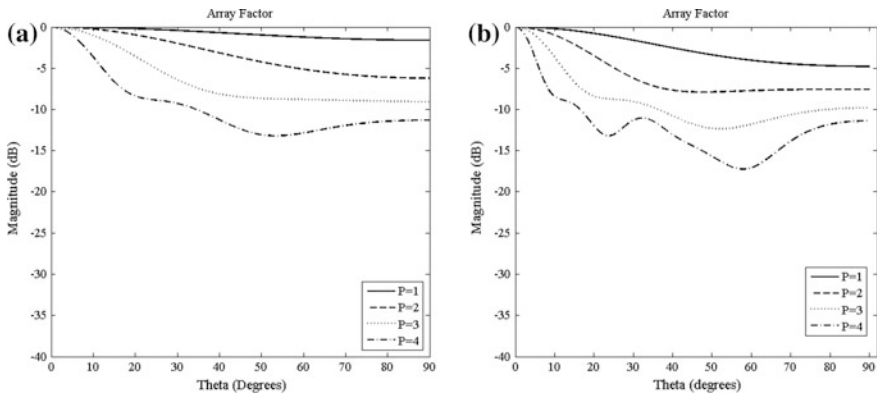 (a)
Array Factor
Magnitude (dB)
0
-5
-10
-15
-20
-25
-30
-35
-40
0 10 20 30 40 50 60 70 80 90
Theta (Degrees)
P=1
P=2
P=3
P=4
(b)
Array Factor
Magnitude (dB)
0
-5
-10
-15
-20
-25
-30
-35
-40
0 10 20 30 40 50 60 70 80 90
Theta (degrees)
P=1
P=2
P=3
P=4